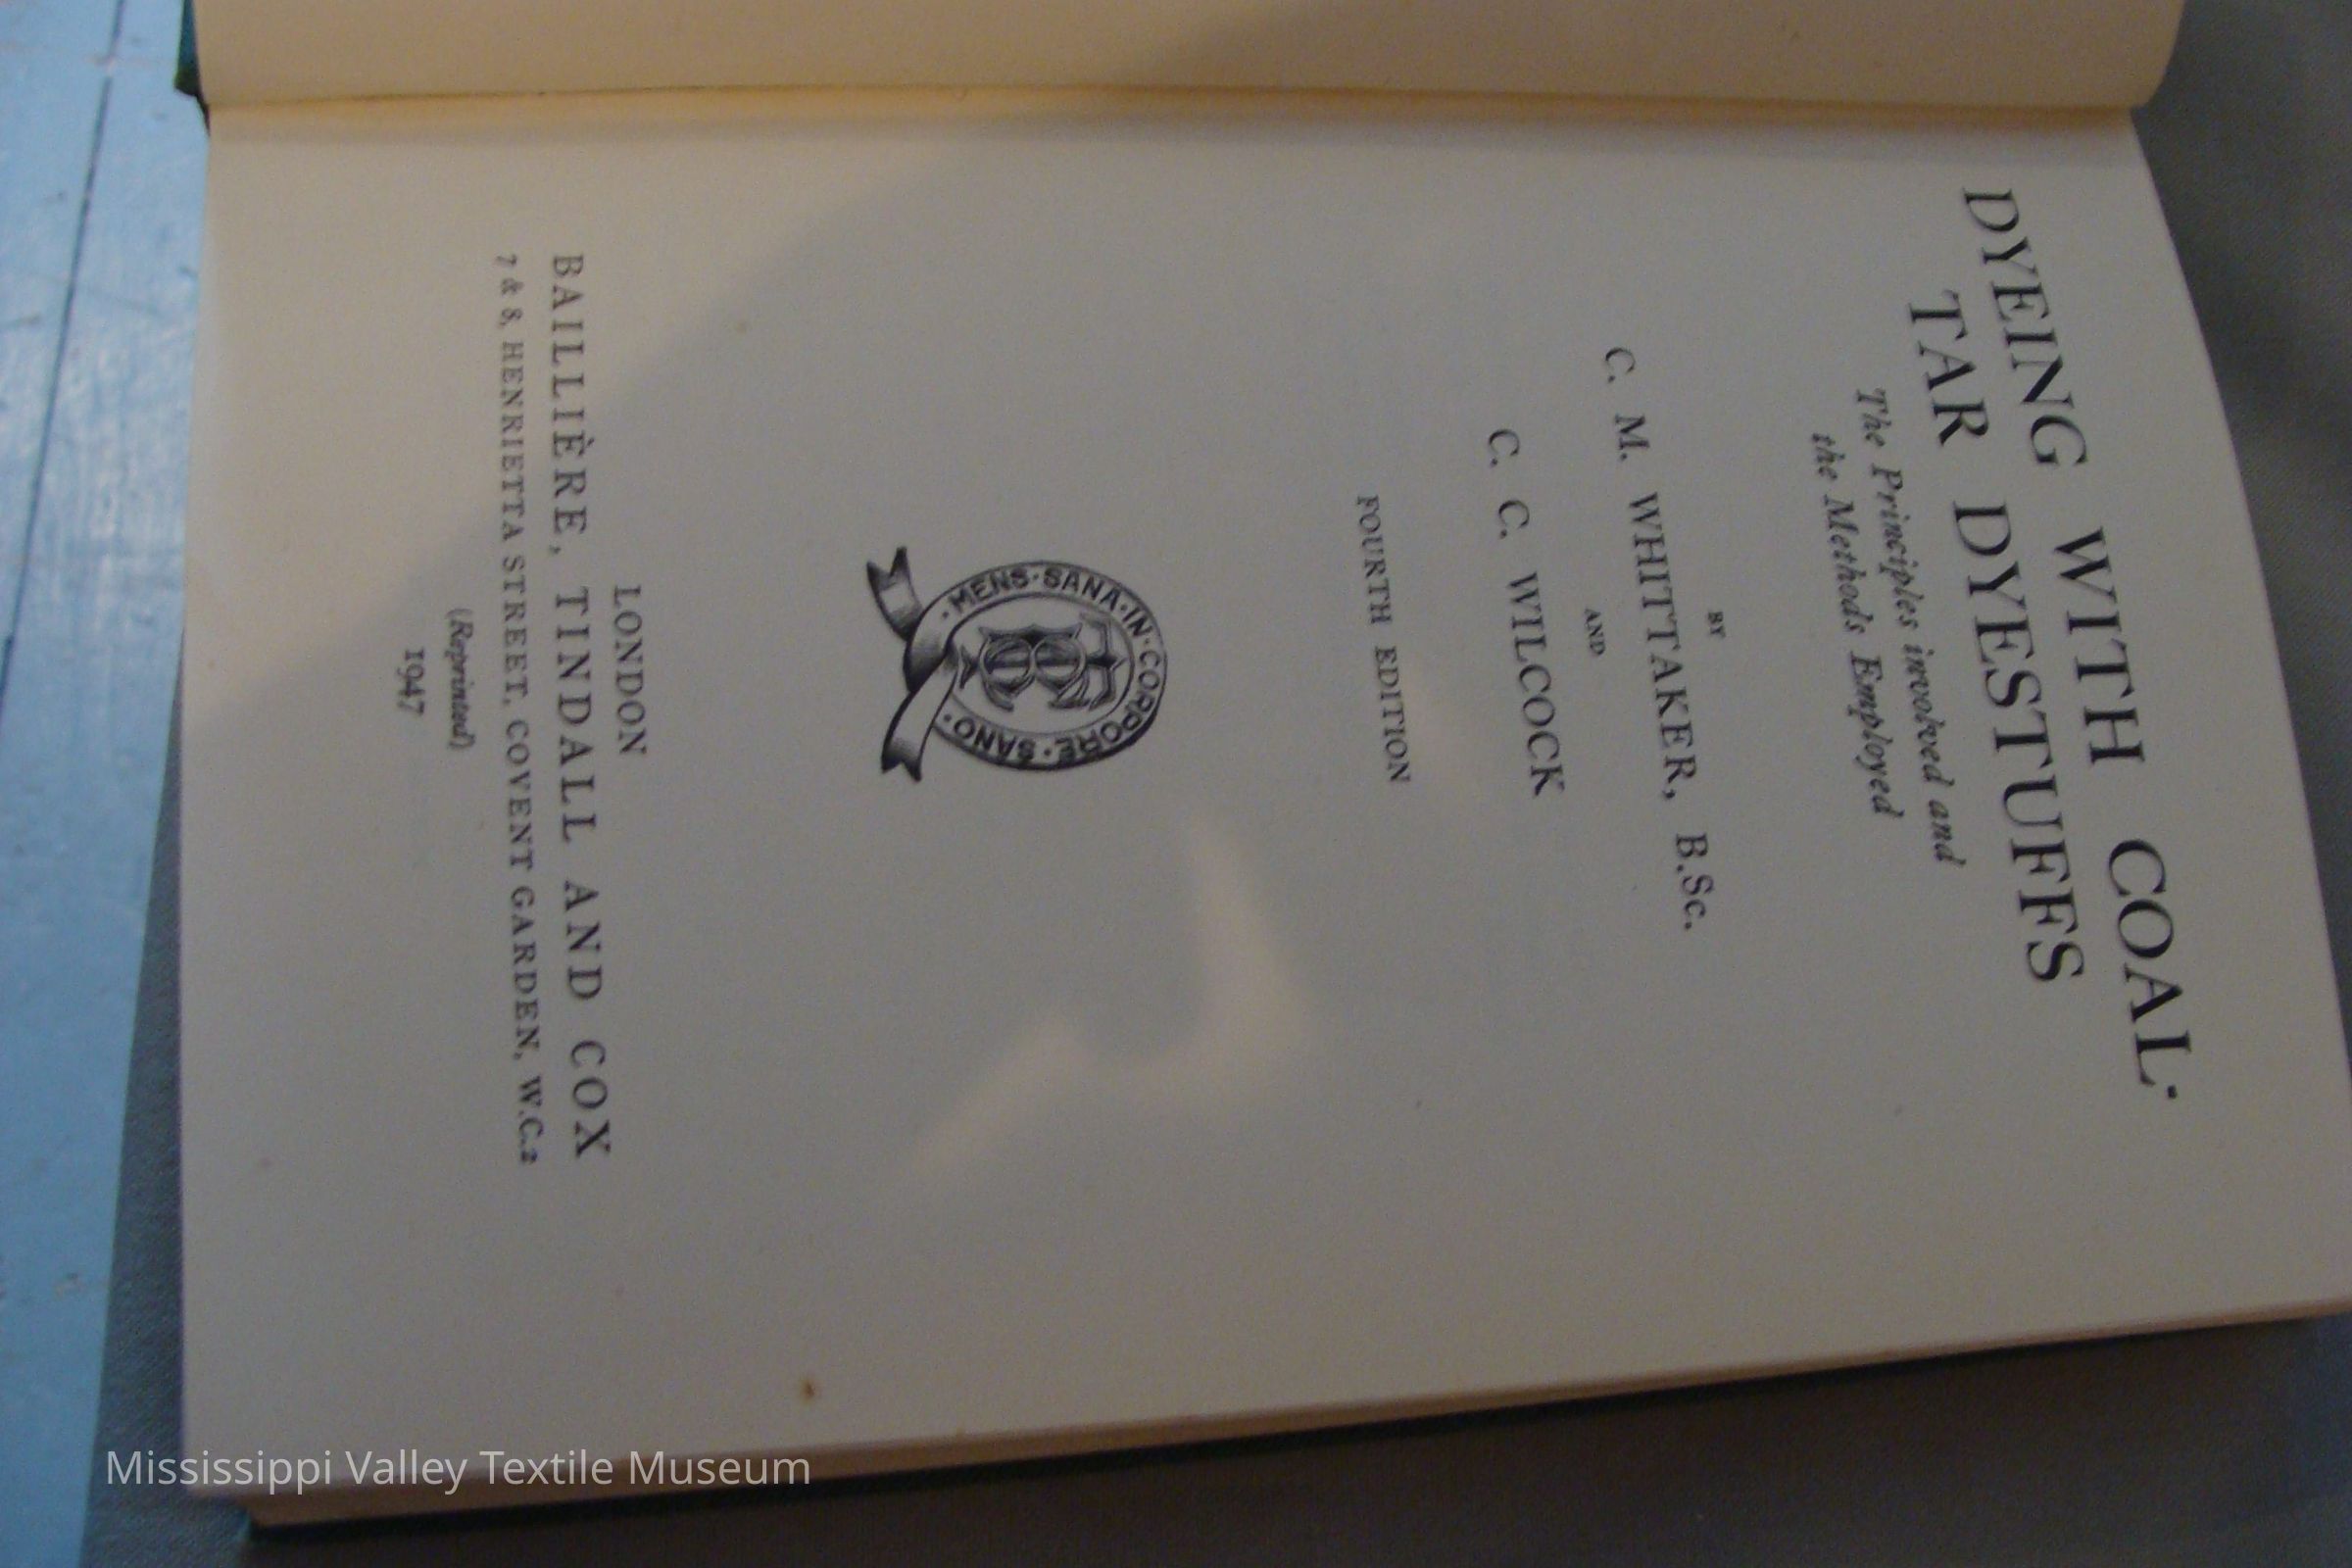 DYEING WITH COAL-
TAR DYESTUFFS
The Principles involved and
the Methods Employed
BY
C. M. WHITTAKER, B.Sc.
AND
C. C. WILCOCK
FOURTH EDITION
MENS·SANA·IN·CORPORE·SANO
LONDON
BAILLIÈRE, TINDALL AND COX
7 & 8, HENRIETTA STREET, COVENT GARDEN, W.C.2
(Reprinted)
1947
Mississippi Valley Textile Museum